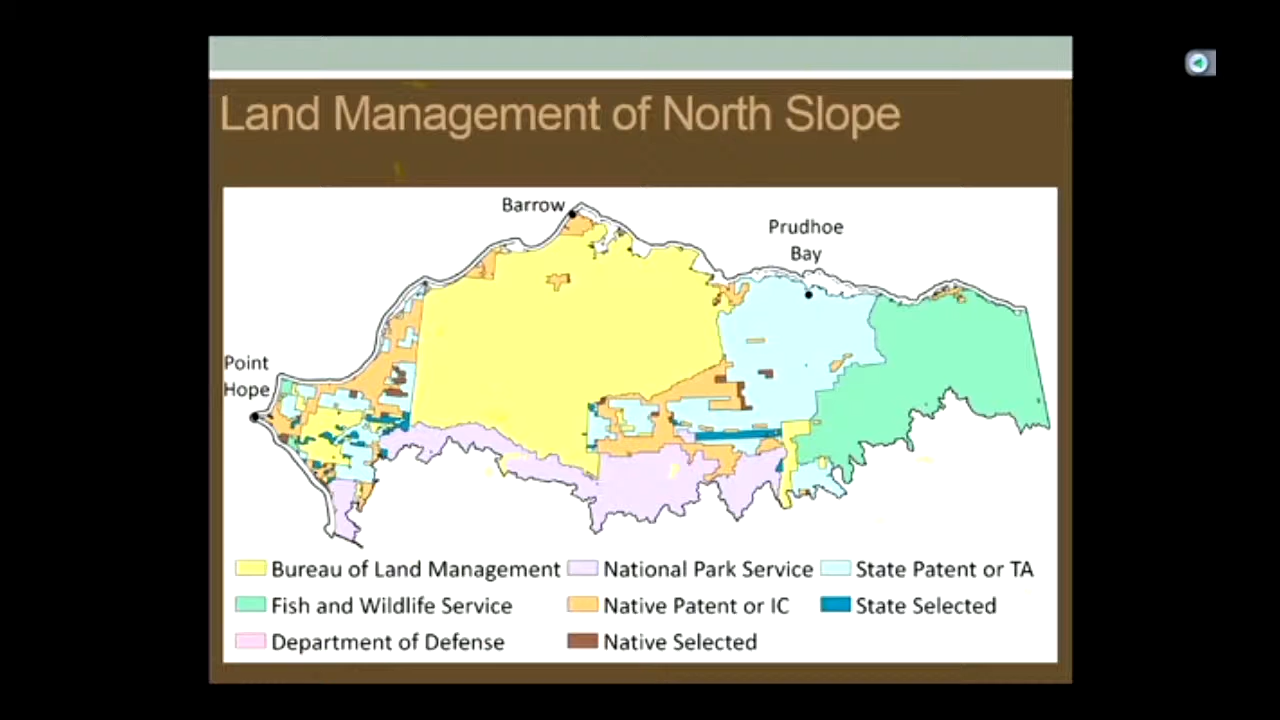 Land Management of North Slope
Barrow
Prudhoe
Bay
Point
Hope
Bureau of Land Management
National Park Service
State Patent or TA
Fish and Wildlife Service
Native Patent or IC
State Selected
Department of Defense
Native Selected